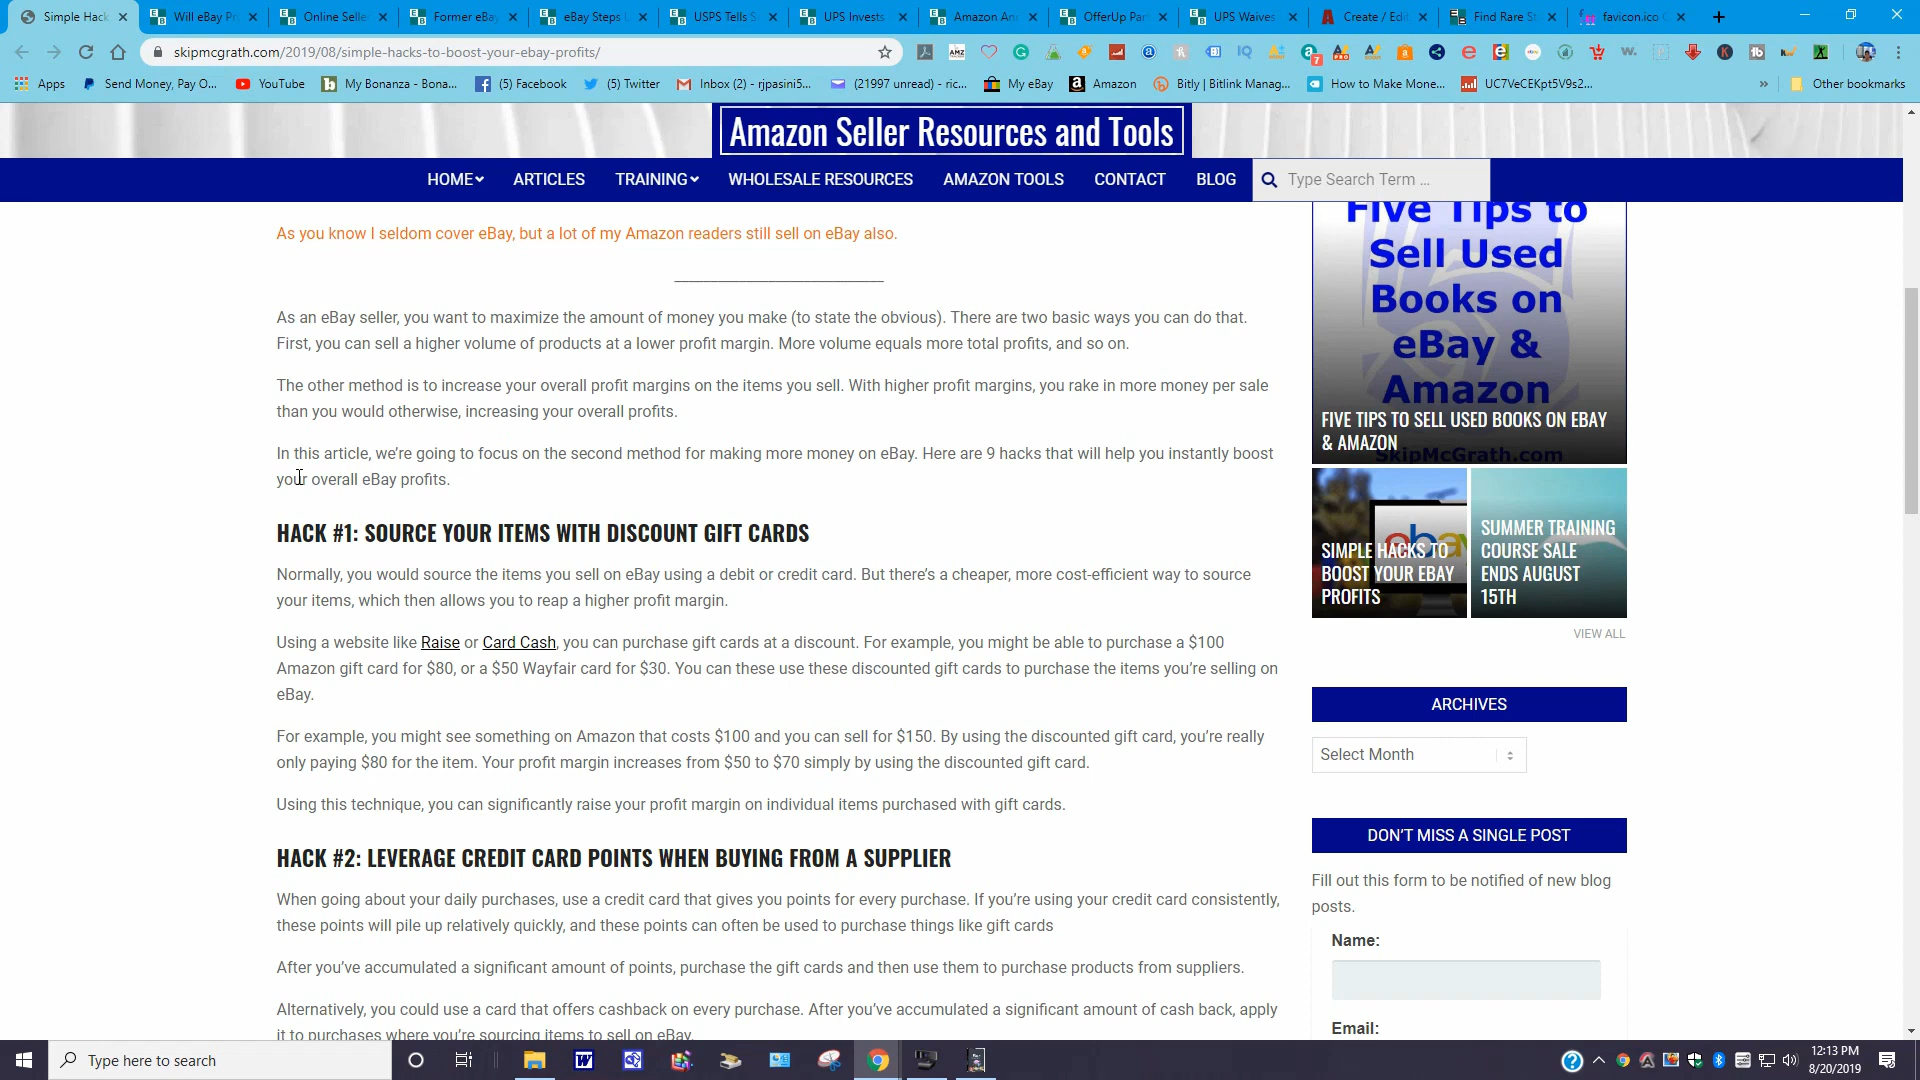 Simple Hack
Will eBay Pr
Online Selle
Former eBay
eBay Steps U
USPS Tells S
UPS Invests
Amazon An
OfferUp Par
UPS Waives
Create / Edit
Find Rare St
favicon.ico
skipmcgrath.com/2019/08/simple-hacks-to-boost-your-ebay-profits/
Apps
Send Money, Pay O...
YouTube
My Bonanza - Bona...
(5) Facebook
(5) Twitter
Inbox (2) - rjpasini5...
(21997 unread) - ric...
My eBay
Amazon
Bitly | Bitlink Manag...
How to Make Mone...
UC7VeCEKpt5V9s2...
Other bookmarks
Amazon Seller Resources and Tools
HOME
ARTICLES
TRAINING
WHOLESALE RESOURCES
AMAZON TOOLS
CONTACT
BLOG
Type Search Term ...
As you know I seldom cover eBay, but a lot of my Amazon readers still sell on eBay also.
As an eBay seller, you want to maximize the amount of money you make (to state the obvious). There are two basic ways you can do that.
First, you can sell a higher volume of products at a lower profit margin. More volume equals more total profits, and so on.
The other method is to increase your overall profit margins on the items you sell. With higher profit margins, you rake in more money per sale
than you would otherwise, increasing your overall profits.
In this article, we're going to focus on the second method for making more money on eBay. Here are 9 hacks that will help you instantly boost
your overall eBay profits.
HACK #1: SOURCE YOUR ITEMS WITH DISCOUNT GIFT CARDS
Normally, you would source the items you sell on eBay using a debit or credit card. But there's a cheaper, more cost-efficient way to source
your items, which then allows you to reap a higher profit margin.
Using a website like Raise or Card Cash, you can purchase gift cards at a discount. For example, you might be able to purchase a $100
Amazon gift card for $80, or a $50 Wayfair card for $30. You can these use these discounted gift cards to purchase the items you're selling on
eBay.
For example, you might see something on Amazon that costs $100 and you can sell for $150. By using the discounted gift card, you're really
only paying $80 for the item. Your profit margin increases from $50 to $70 simply by using the discounted gift card.
Using this technique, you can significantly raise your profit margin on individual items purchased with gift cards.
HACK #2: LEVERAGE CREDIT CARD POINTS WHEN BUYING FROM A SUPPLIER
When going about your daily purchases, use a credit card that gives you points for every purchase. If you're using your credit card consistently,
these points will pile up relatively quickly, and these points can often be used to purchase things like gift cards
After you've accumulated a significant amount of points, purchase the gift cards and then use them to purchase products from suppliers.
Alternatively, you could use a card that offers cashback on every purchase. After you've accumulated a significant amount of cash back, apply
it to purchases where you're sourcing items to sell on eBay.
Five Tips to
Sell Used
Books on
eBay &
Amazon
SkipMcGrath.com
FIVE TIPS TO SELL USED BOOKS ON EBAY
& AMAZON
ebay
SIMPLE HACKS TO
BOOST YOUR EBAY
PROFITS
SUMMER TRAINING
COURSE SALE
ENDS AUGUST
15TH
VIEW ALL
ARCHIVES
Select Month
DON'T MISS A SINGLE POST
Fill out this form to be notified of new blog
posts.
Name:
Email:
Type here to search
12:13 PM
8/20/2019